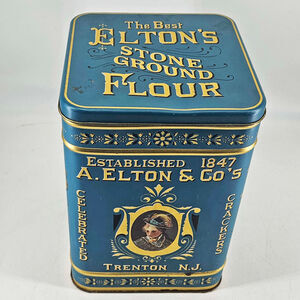 The Best
ELTON'S
STONE
GROUND
FLOUR
ESTABLISHED 1847
A. ELTON & CO'S
CELEBRATED
CRACKERS
TRENTON N.J.